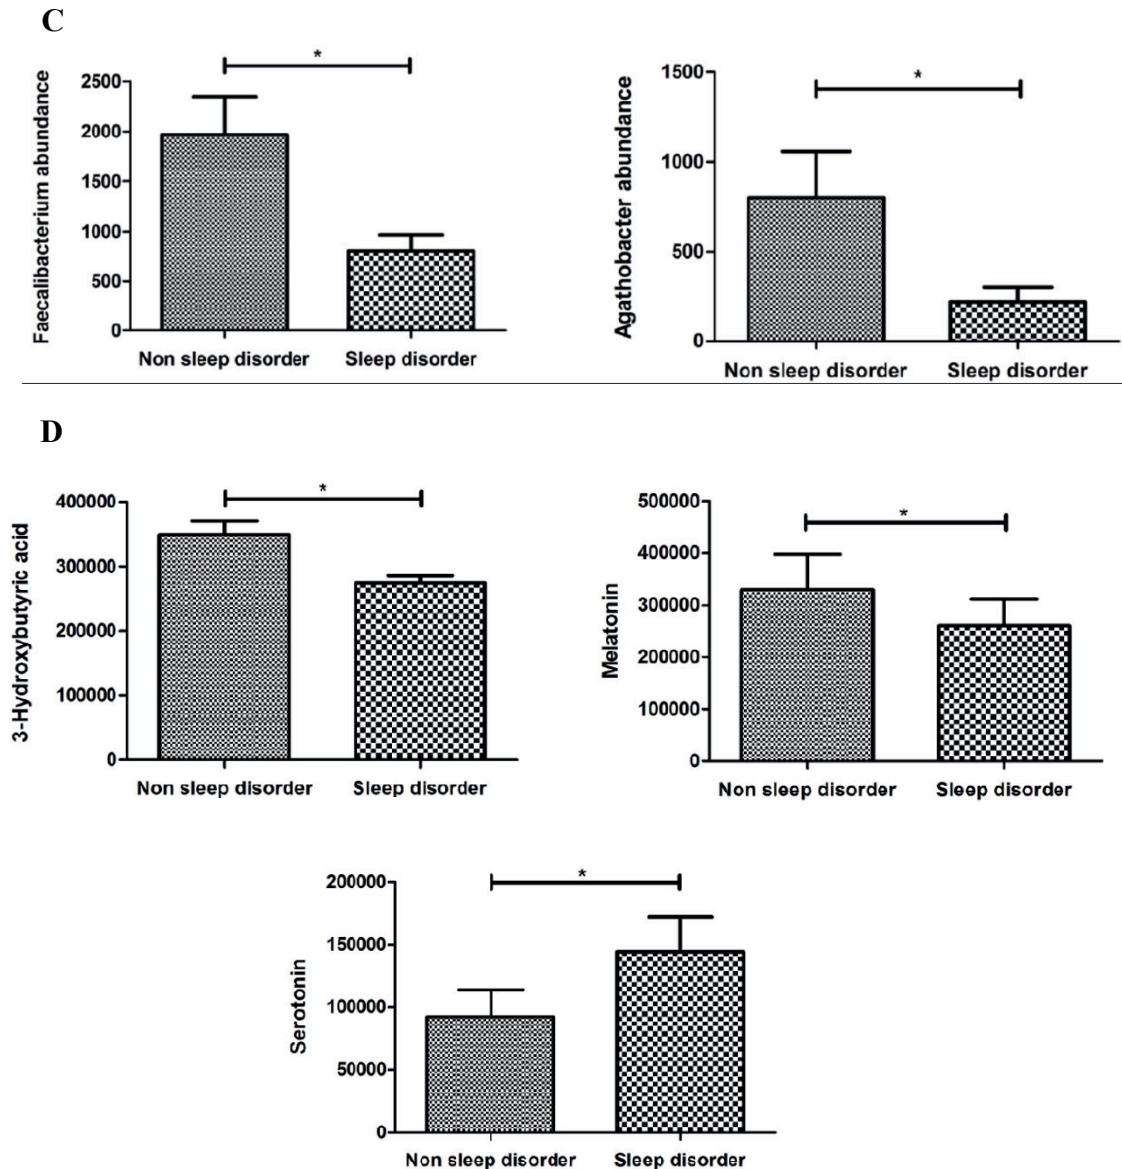 C
Faecalibacterium abundance
2500
2000
1500
1000
500
0
*
Non sleep disorder
Sleep disorder
Agathobacter abundance
1500
1000
500
0
*
Non sleep disorder
Sleep disorder
D
3-Hydroxybutyric acid
400000
300000
200000
100000
0
*
Non sleep disorder
Sleep disorder
Melatonin
500000
400000
300000
200000
100000
0
*
Non sleep disorder
Sleep disorder
Serotonin
200000
150000
100000
50000
0
*
Non sleep disorder
Sleep disorder